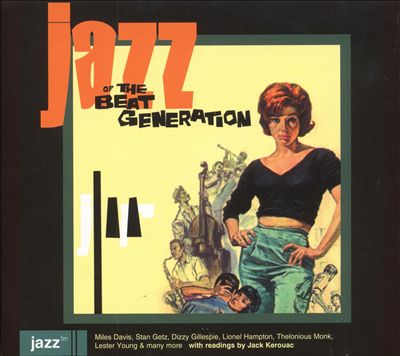 jazz
OF THE
BEAT
GENERATION
jazz fm
Miles Davis, Stan Getz, Dizzy Gillespie, Lionel Hampton, Thelonious Monk,
Lester Young & many more with readings by Jack Kerouac